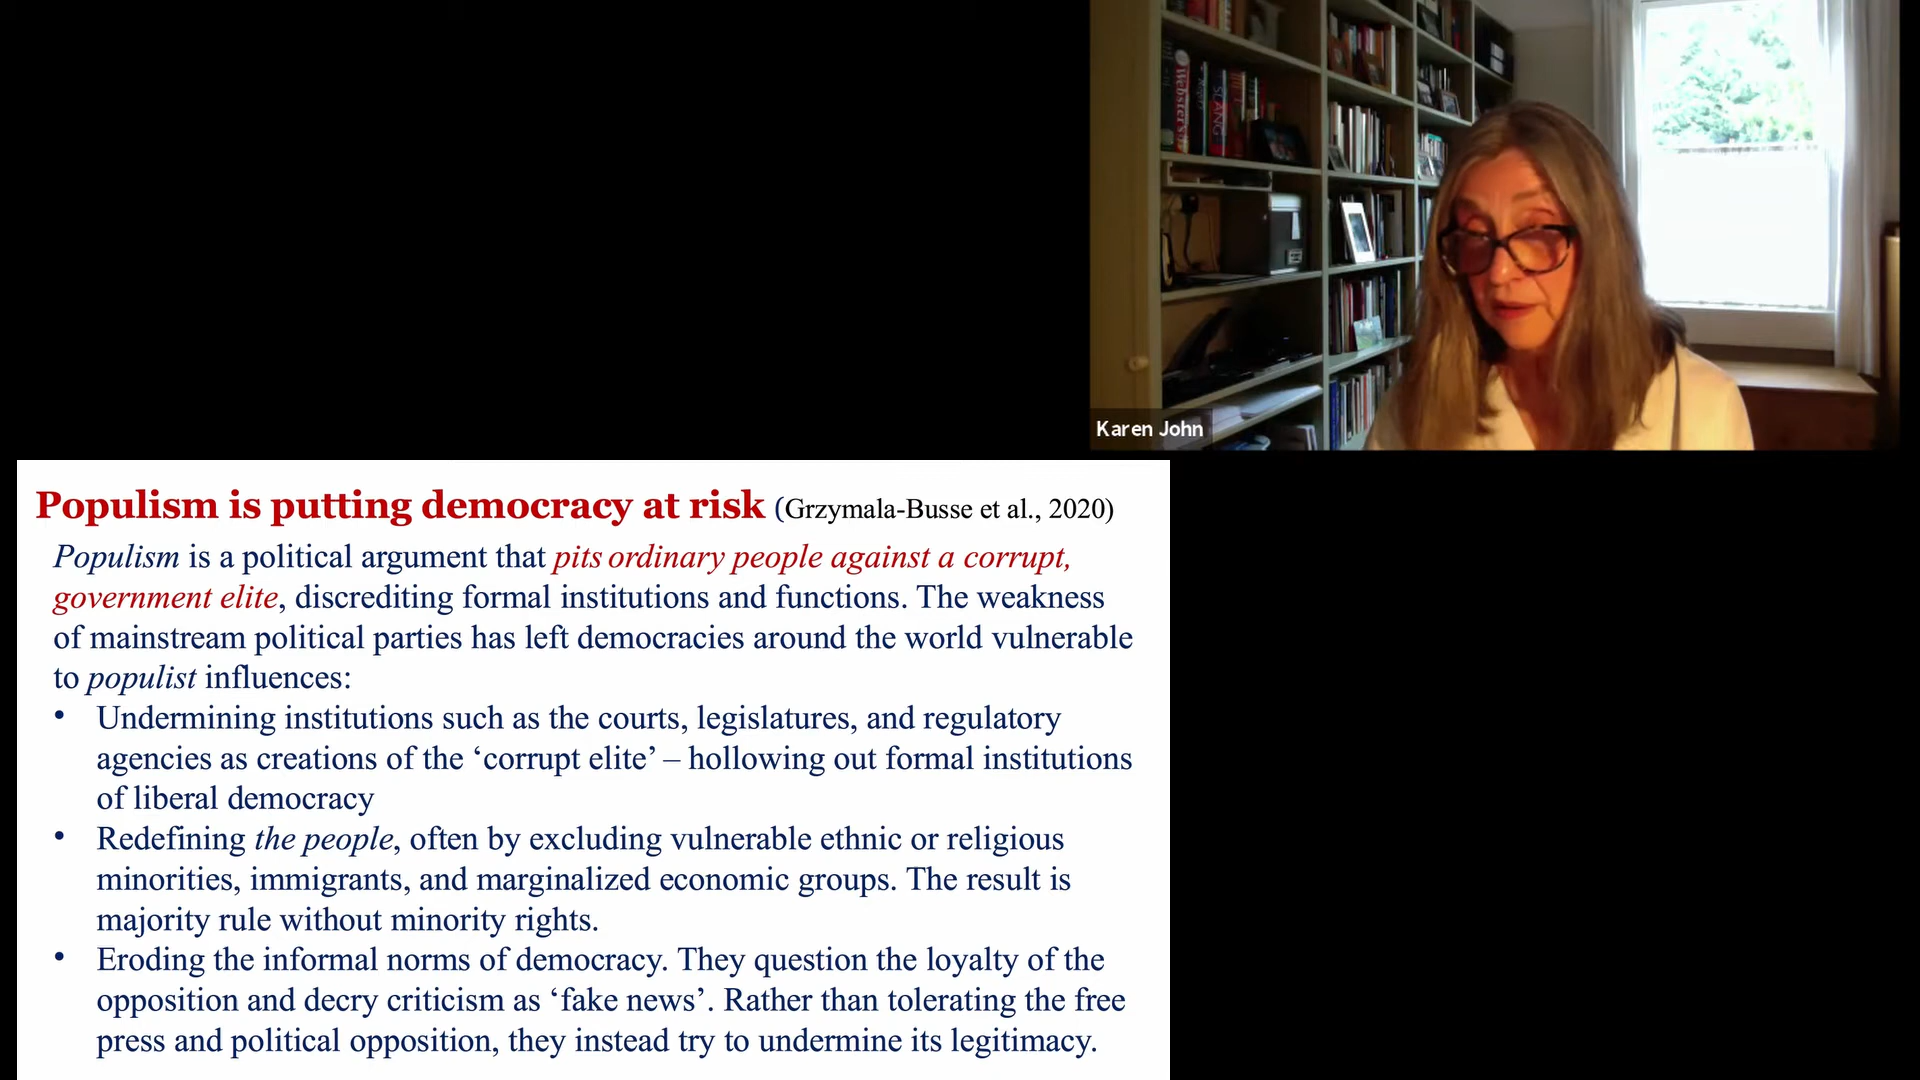 Webster's
SLANG
Karen John
Populism is putting democracy at risk (Grzymala-Busse et al., 2020)
Populism is a political argument that pits ordinary people against a corrupt,
government elite, discrediting formal institutions and functions. The weakness
of mainstream political parties has left democracies around the world vulnerable
to populist influences:
• Undermining institutions such as the courts, legislatures, and regulatory
agencies as creations of the ‘corrupt elite’ – hollowing out formal institutions
of liberal democracy
• Redefining the people, often by excluding vulnerable ethnic or religious
minorities, immigrants, and marginalized economic groups. The result is
majority rule without minority rights.
• Eroding the informal norms of democracy. They question the loyalty of the
opposition and decry criticism as ‘fake news’. Rather than tolerating the free
press and political opposition, they instead try to undermine its legitimacy.